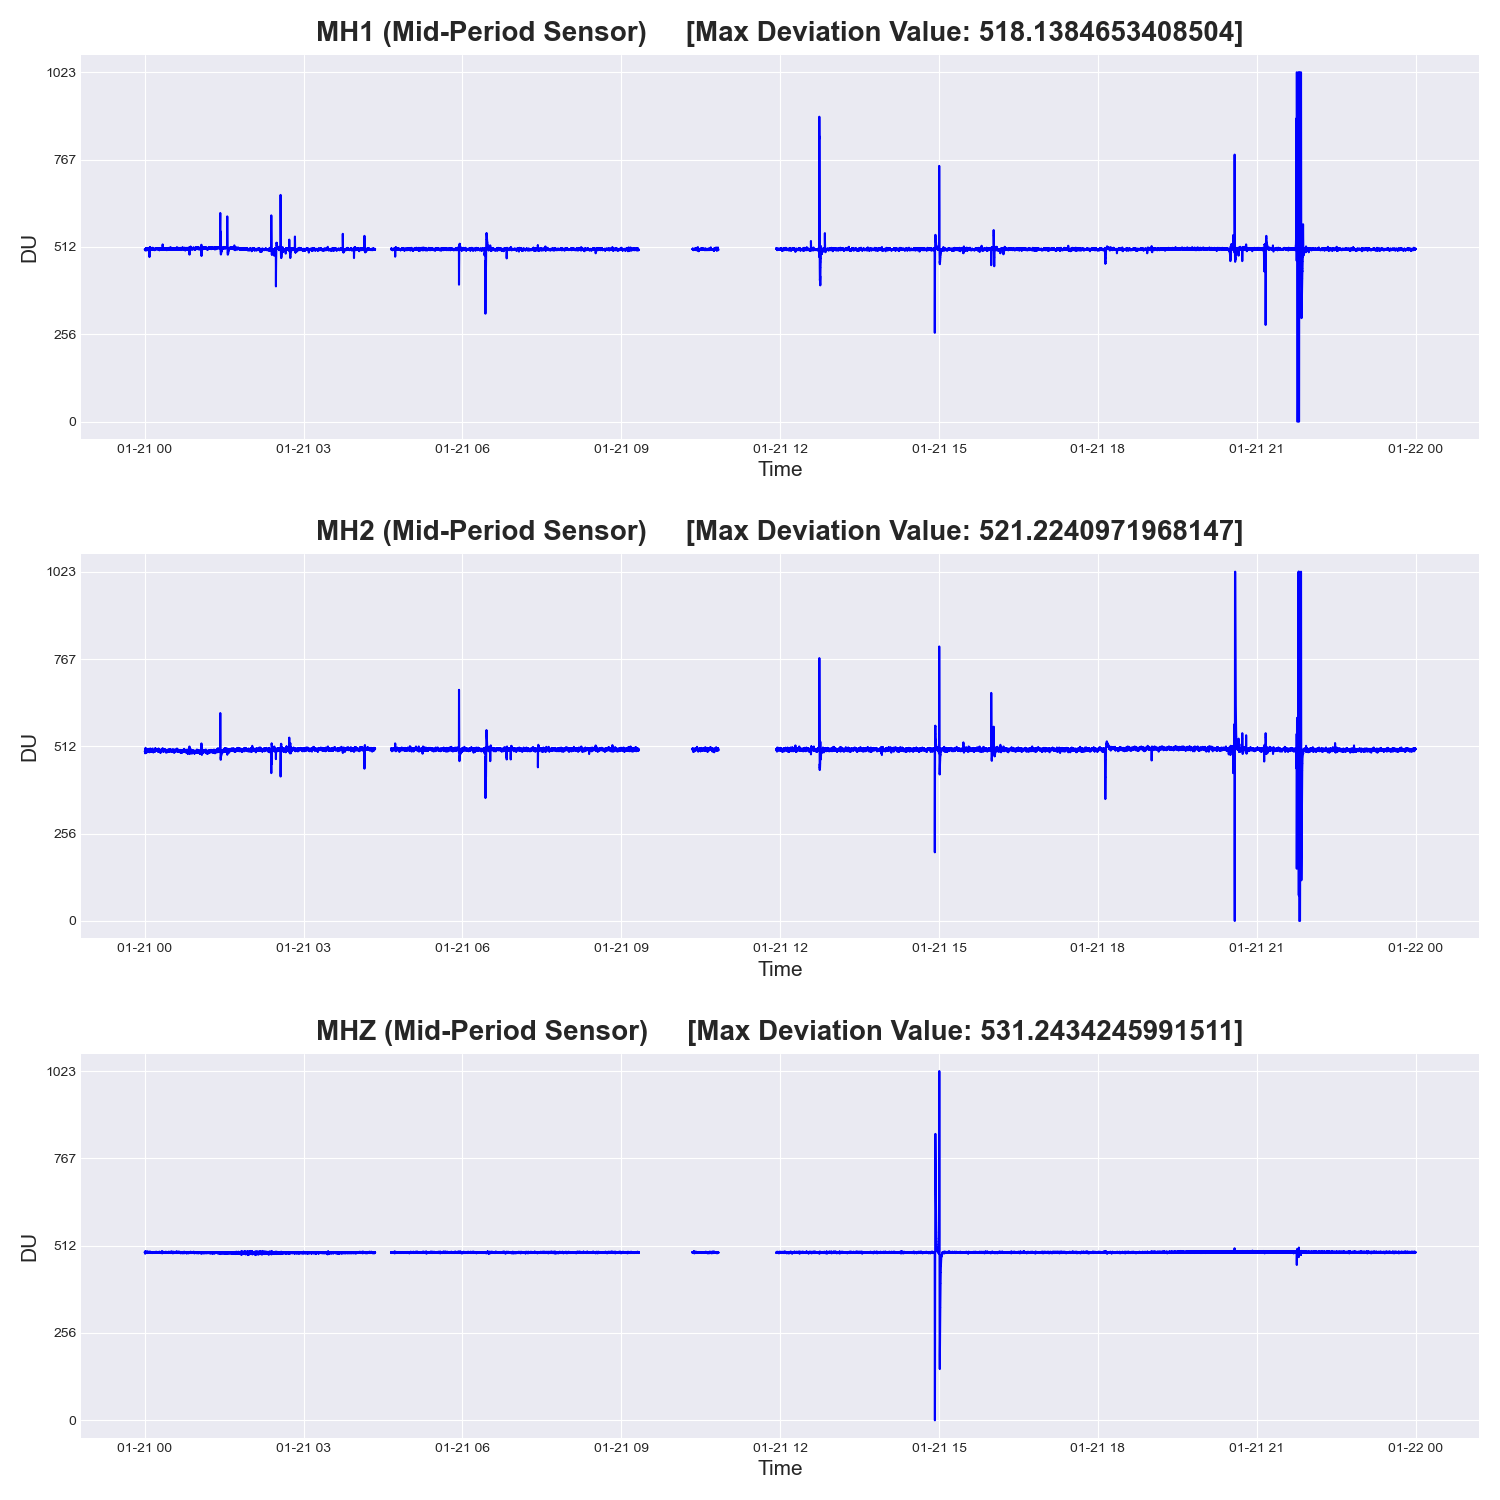 MH1 (Mid-Period Sensor) [Max Deviation Value: 518.1384653408504]
1023
767
512
256
0
DU
01-21 00 01-21 03 01-21 06 01-21 09 01-21 12 01-21 15 01-21 18 01-21 21 01-22 00
Time
MH2 (Mid-Period Sensor) [Max Deviation Value: 521.2240971968147]
1023
767
512
256
0
DU
01-21 00 01-21 03 01-21 06 01-21 09 01-21 12 01-21 15 01-21 18 01-21 21 01-22 00
Time
MHZ (Mid-Period Sensor) [Max Deviation Value: 531.2434245991511]
1023
767
512
256
0
DU
01-21 00 01-21 03 01-21 06 01-21 09 01-21 12 01-21 15 01-21 18 01-21 21 01-22 00
Time